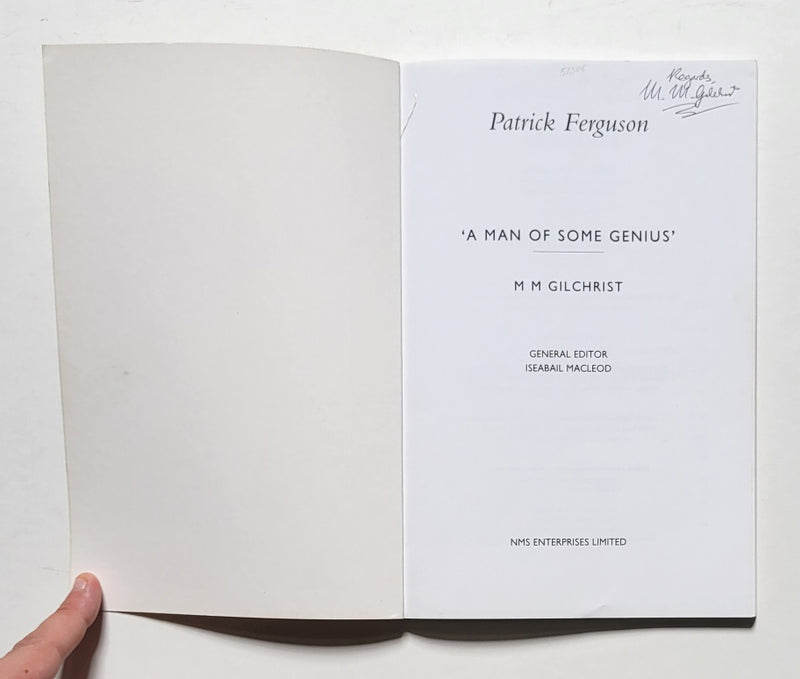 Regards,
M. M. Gilchrist
Patrick Ferguson
‘A MAN OF SOME GENIUS’
M M GILCHRIST
GENERAL EDITOR
ISEABAIL MACLEOD
NMS ENTERPRISES LIMITED